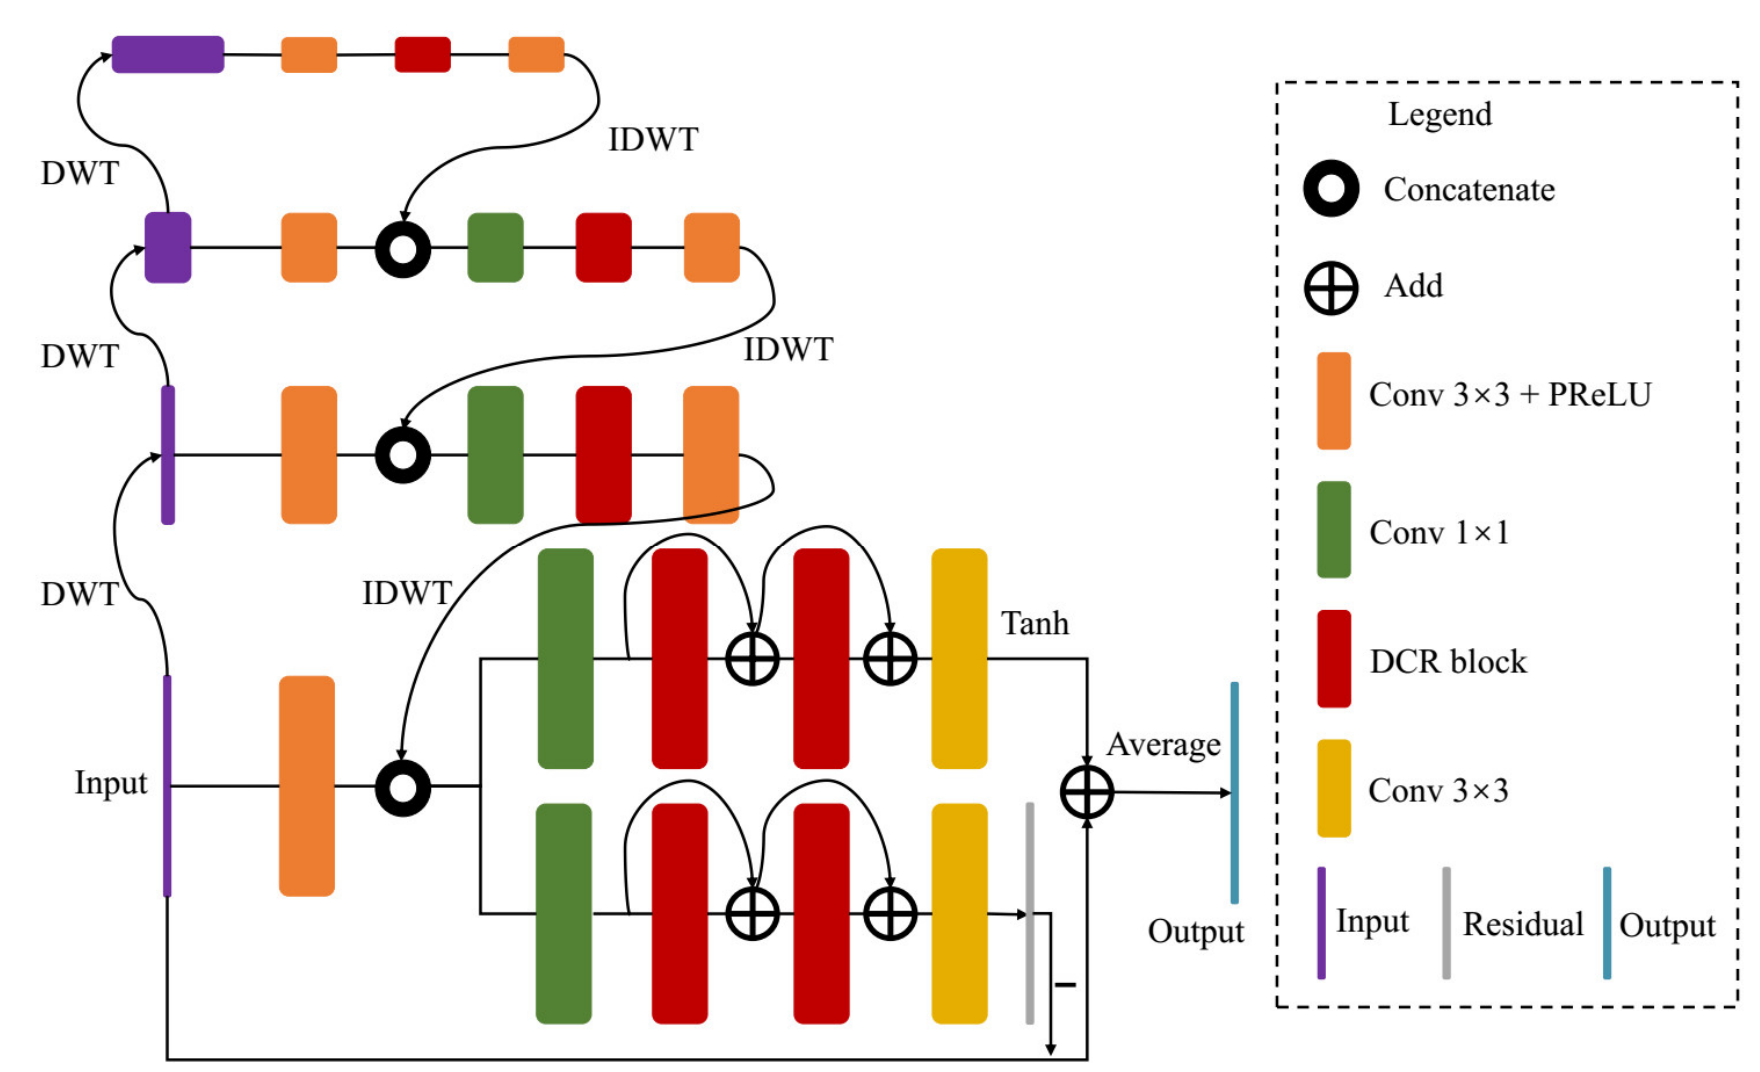 IDWT
DWT
DWT
IDWT
DWT
IDWT
Tanh
Input
Average
Output
Legend
Concatenate
Add
Conv 3×3 + PReLU
Conv 1×1
DCR block
Conv 3×3
Input
Residual
Output